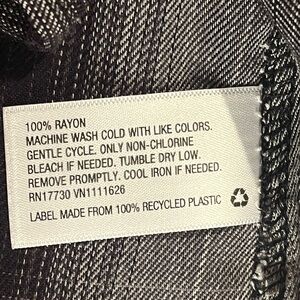 100% RAYON
MACHINE WASH COLD WITH LIKE COLORS.
GENTLE CYCLE. ONLY NON-CHLORINE
BLEACH IF NEEDED. TUMBLE DRY LOW.
REMOVE PROMPTLY. COOL IRON IF NEEDED.
RN17730 VN1111626
LABEL MADE FROM 100% RECYCLED PLASTIC